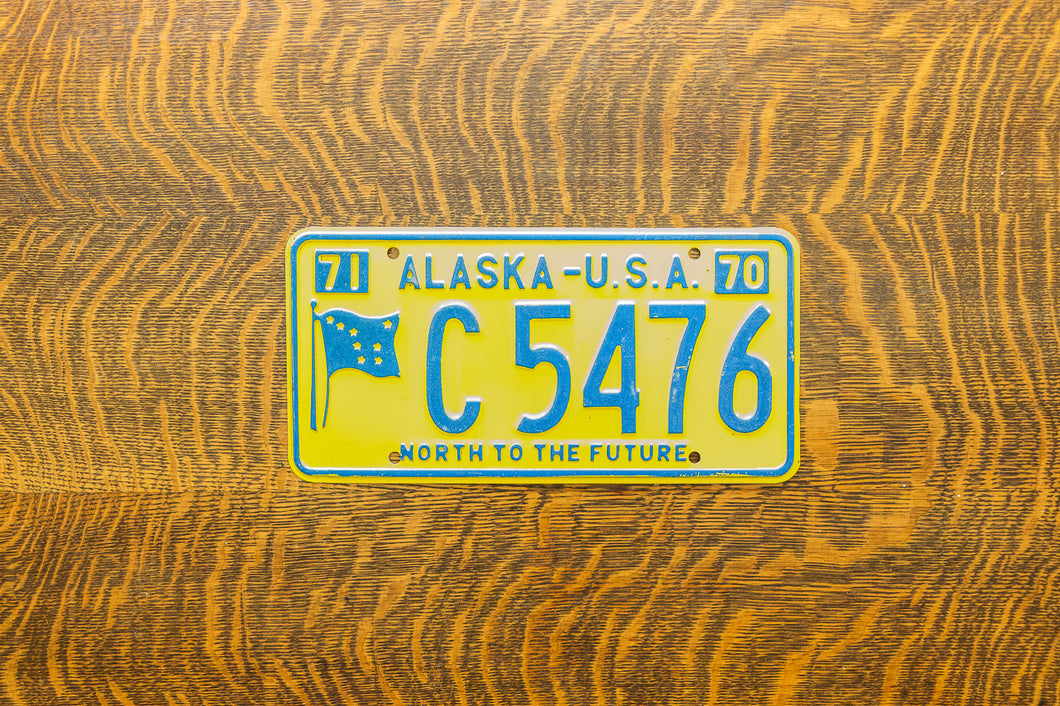 71 ALASKA-U.S.A. 70
C 5476
NORTH TO THE FUTURE